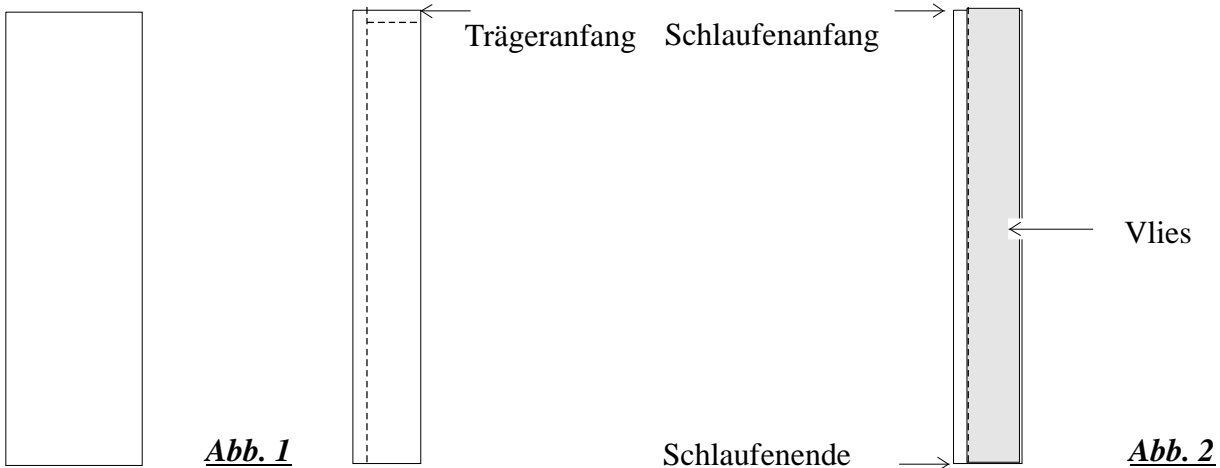 Trägeranfang
Schlaufenanfang
Vlies
Abb. 1
Schlaufenende
Abb. 2